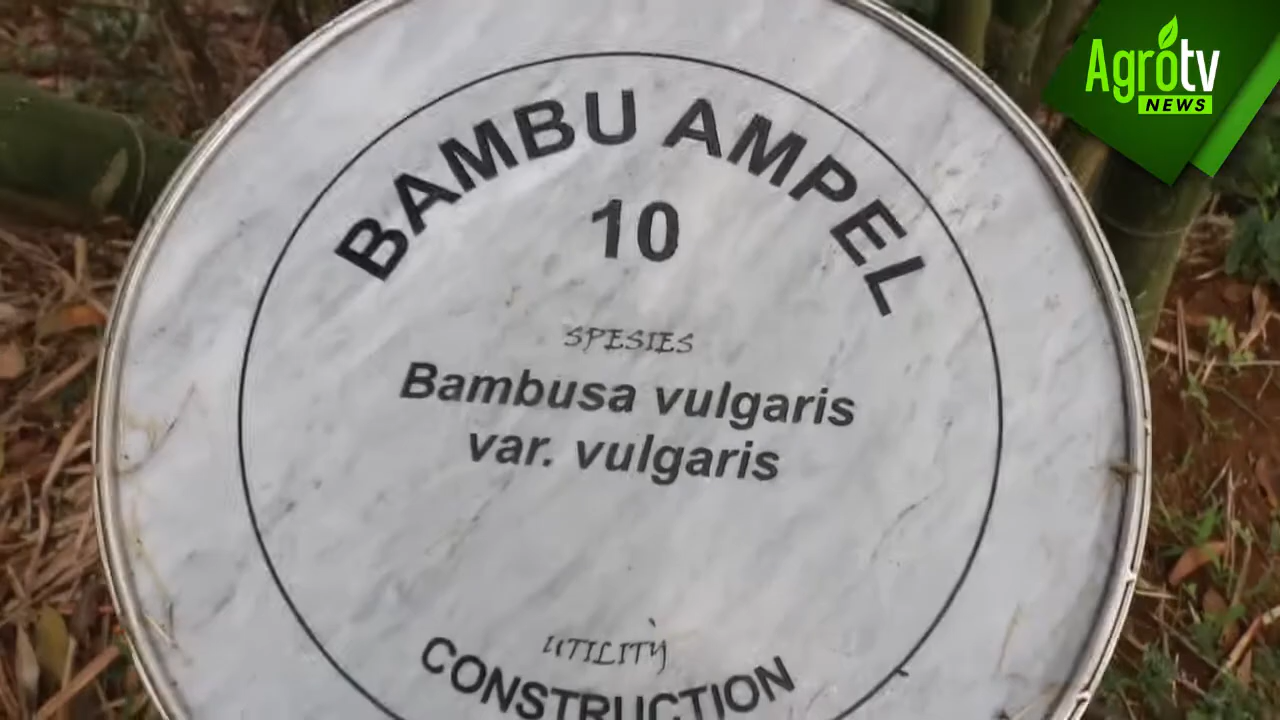 BAMBU AMPEL
10
SPESIES
Bambusa vulgaris
var. vulgaris
UTILITY
CONSTRUCTION
Agrotv
NEWS